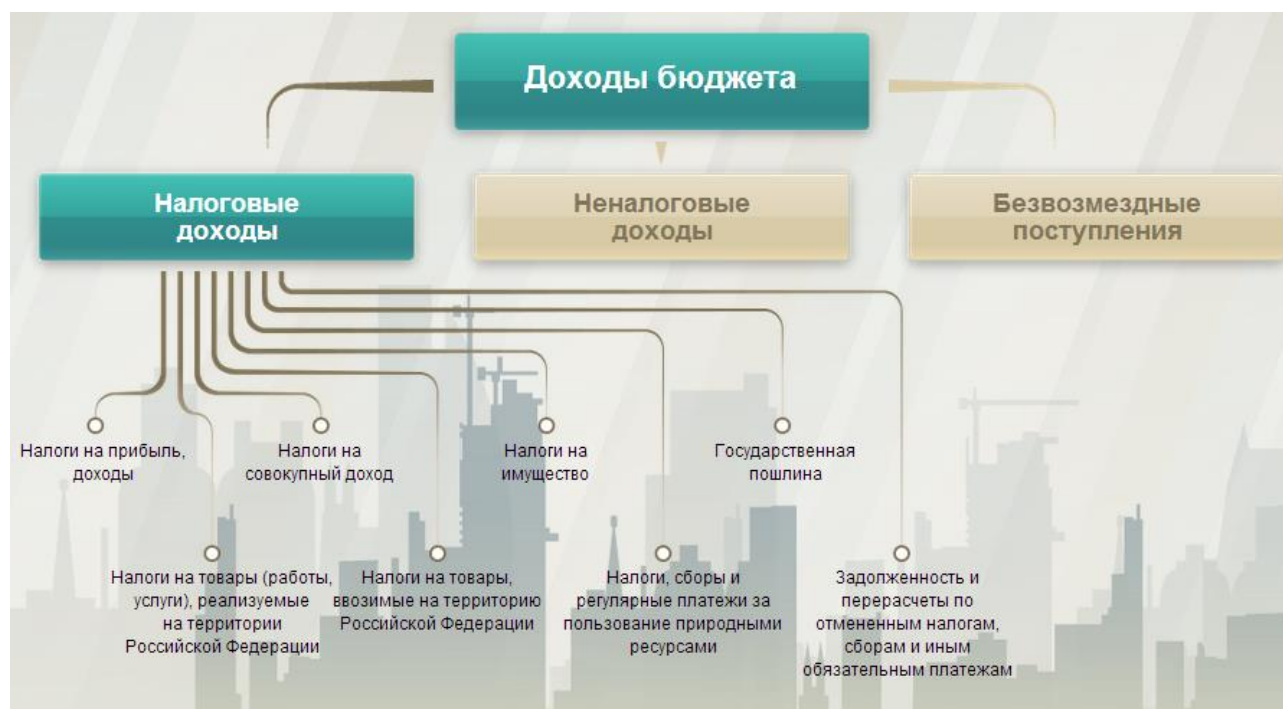 Доходы бюджета
Налоговые
доходы
Неналоговые
доходы
Безвозмездные
поступления
Налоги на прибыль,
доходы
Налоги на
совокупный доход
Налоги на
имущество
Государственная
пошлина
Налоги на товары (работы,
услуги), реализуемые
на территории
Российской Федерации
Налоги на товары,
ввозимые на территорию
Российской Федерации
Налоги, сборы и
регулярные платежи за
пользование природными
ресурсами
Задолженность и
перерасчеты по
отмененным налогам,
сборам и иным
обязательным платежам